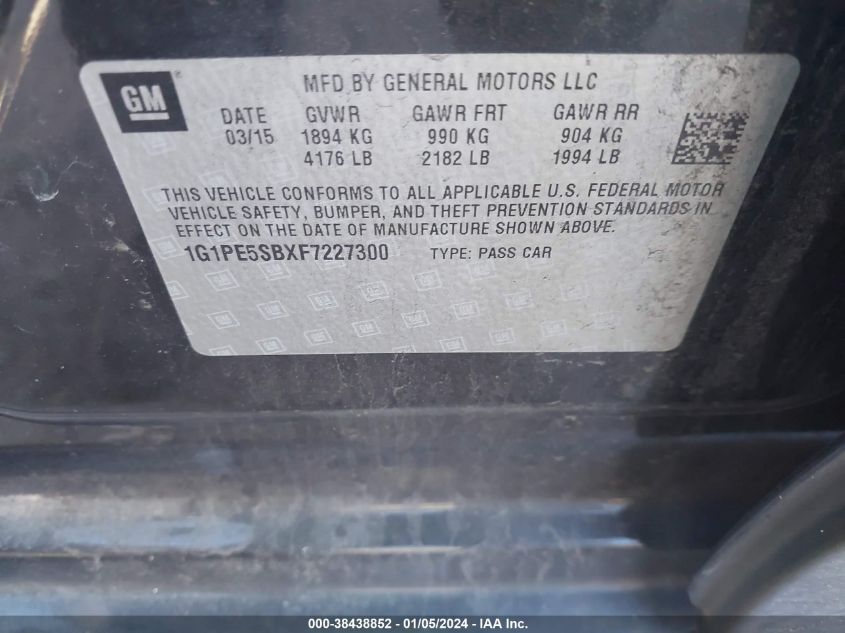 GM
MFD BY GENERAL MOTORS LLC
DATE GVWR GAWR FRT GAWR RR
03/15 1894 KG 990 KG 904 KG
4176 LB 2182 LB 1994 LB
THIS VEHICLE CONFORMS TO ALL APPLICABLE U.S. FEDERAL MOTOR
VEHICLE SAFETY, BUMPER, AND THEFT PREVENTION STANDARDS IN
EFFECT ON THE DATE OF MANUFACTURE SHOWN ABOVE.
1G1PE5SBXF7227300 TYPE: PASS CAR
000-38438852 - 01/05/2024 - IAA Inc.